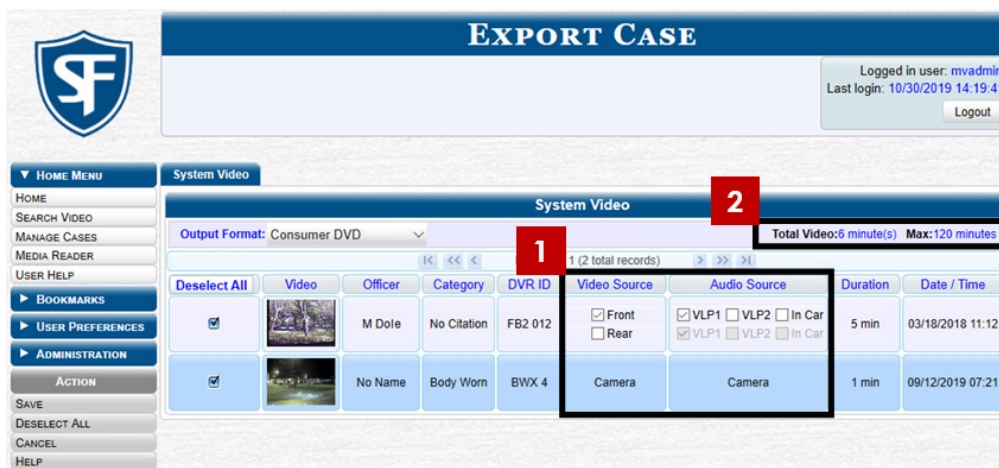 EXPORT CASE
SF
Logged in user: mvadmin
Last login: 10/30/2019 14:19:4
Logout
▼ HOME MENU
HOME
SEARCH VIDEO
MANAGE CASES
MEDIA READER
USER HELP
► BOOKMARKS
► USER PREFERENCES
► ADMINISTRATION
ACTION
SAVE
DESELECT ALL
CANCEL
HELP
System Video
System Video
2
Output Format: Consumer DVD
Total Video:6 minute(s) Max:120 minutes
1
1 (2 total records)
Deselect All Video Officer Category DVR ID Video Source Audio Source Duration Date / Time
M Dole No Citation FB2 012 Front VLP1 VLP2 In Car 5 min 03/18/2018 11:12
Rear VLP1 VLP2 In Car
No Name Body Worn BWX 4 Camera Camera 1 min 09/12/2019 07:21